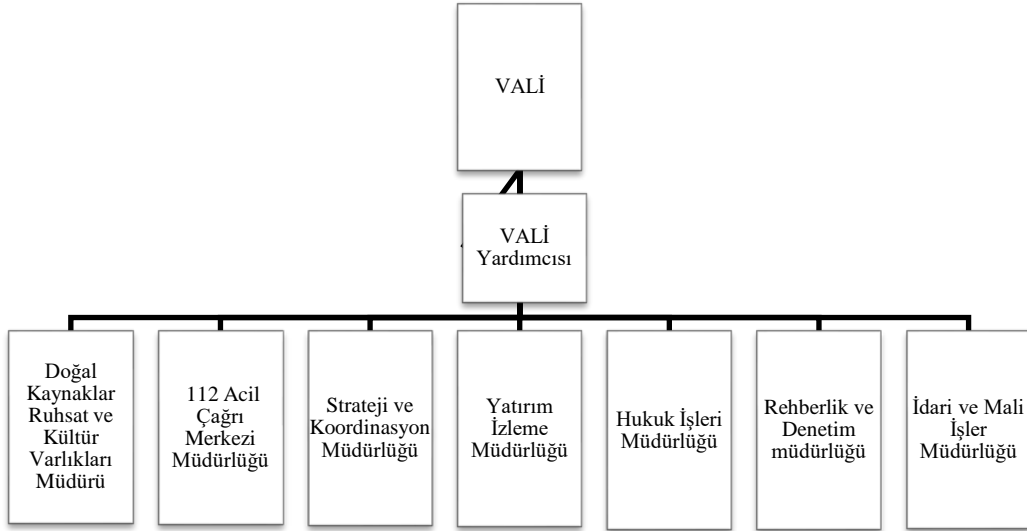 VALİ
VALİ
Yardımcısı
Doğal
Kaynaklar
Ruhsat ve
Kültür
Varlıkları
Müdürü
112 Acil
Çağrı
Merkezi
Müdürlüğü
Strateji ve
Koordinasyon
Müdürlüğü
Yatırım
İzleme
Müdürlüğü
Hukuk İşleri
Müdürlüğü
Rehberlik ve
Denetim
müdürlüğü
İdari ve Mali
İşler
Müdürlüğü